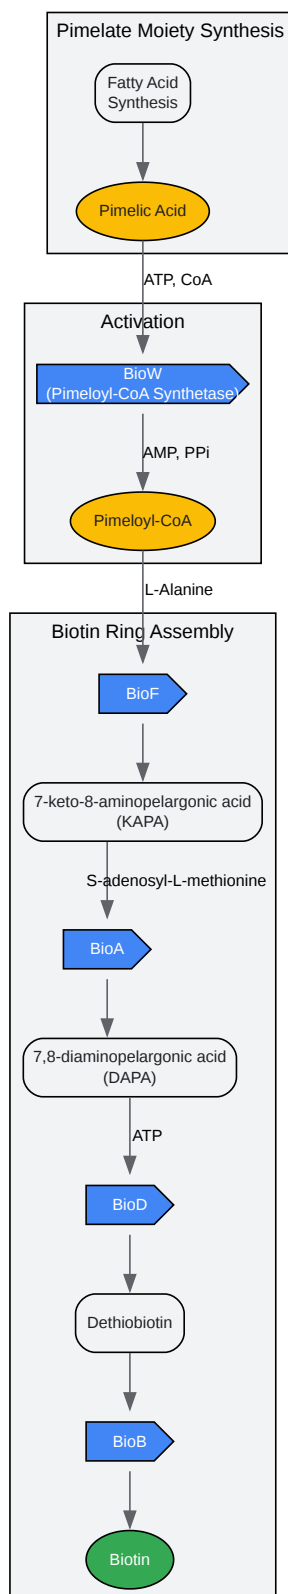 Pimelate Moiety Synthesis
Fatty Acid
Synthesis
Pimelic Acid
ATP, CoA
Activation
BioW
(Pimeloyl-CoA Synthetase)
AMP, PPi
Pimeloyl-CoA
L-Alanine
Biotin Ring Assembly
BioF
7-keto-8-aminopelargonic acid
(KAPA)
S-adenosyl-L-methionine
BioA
7,8-diaminopelargonic acid
(DAPA)
ATP
BioD
Dethiobiotin
BioB
Biotin